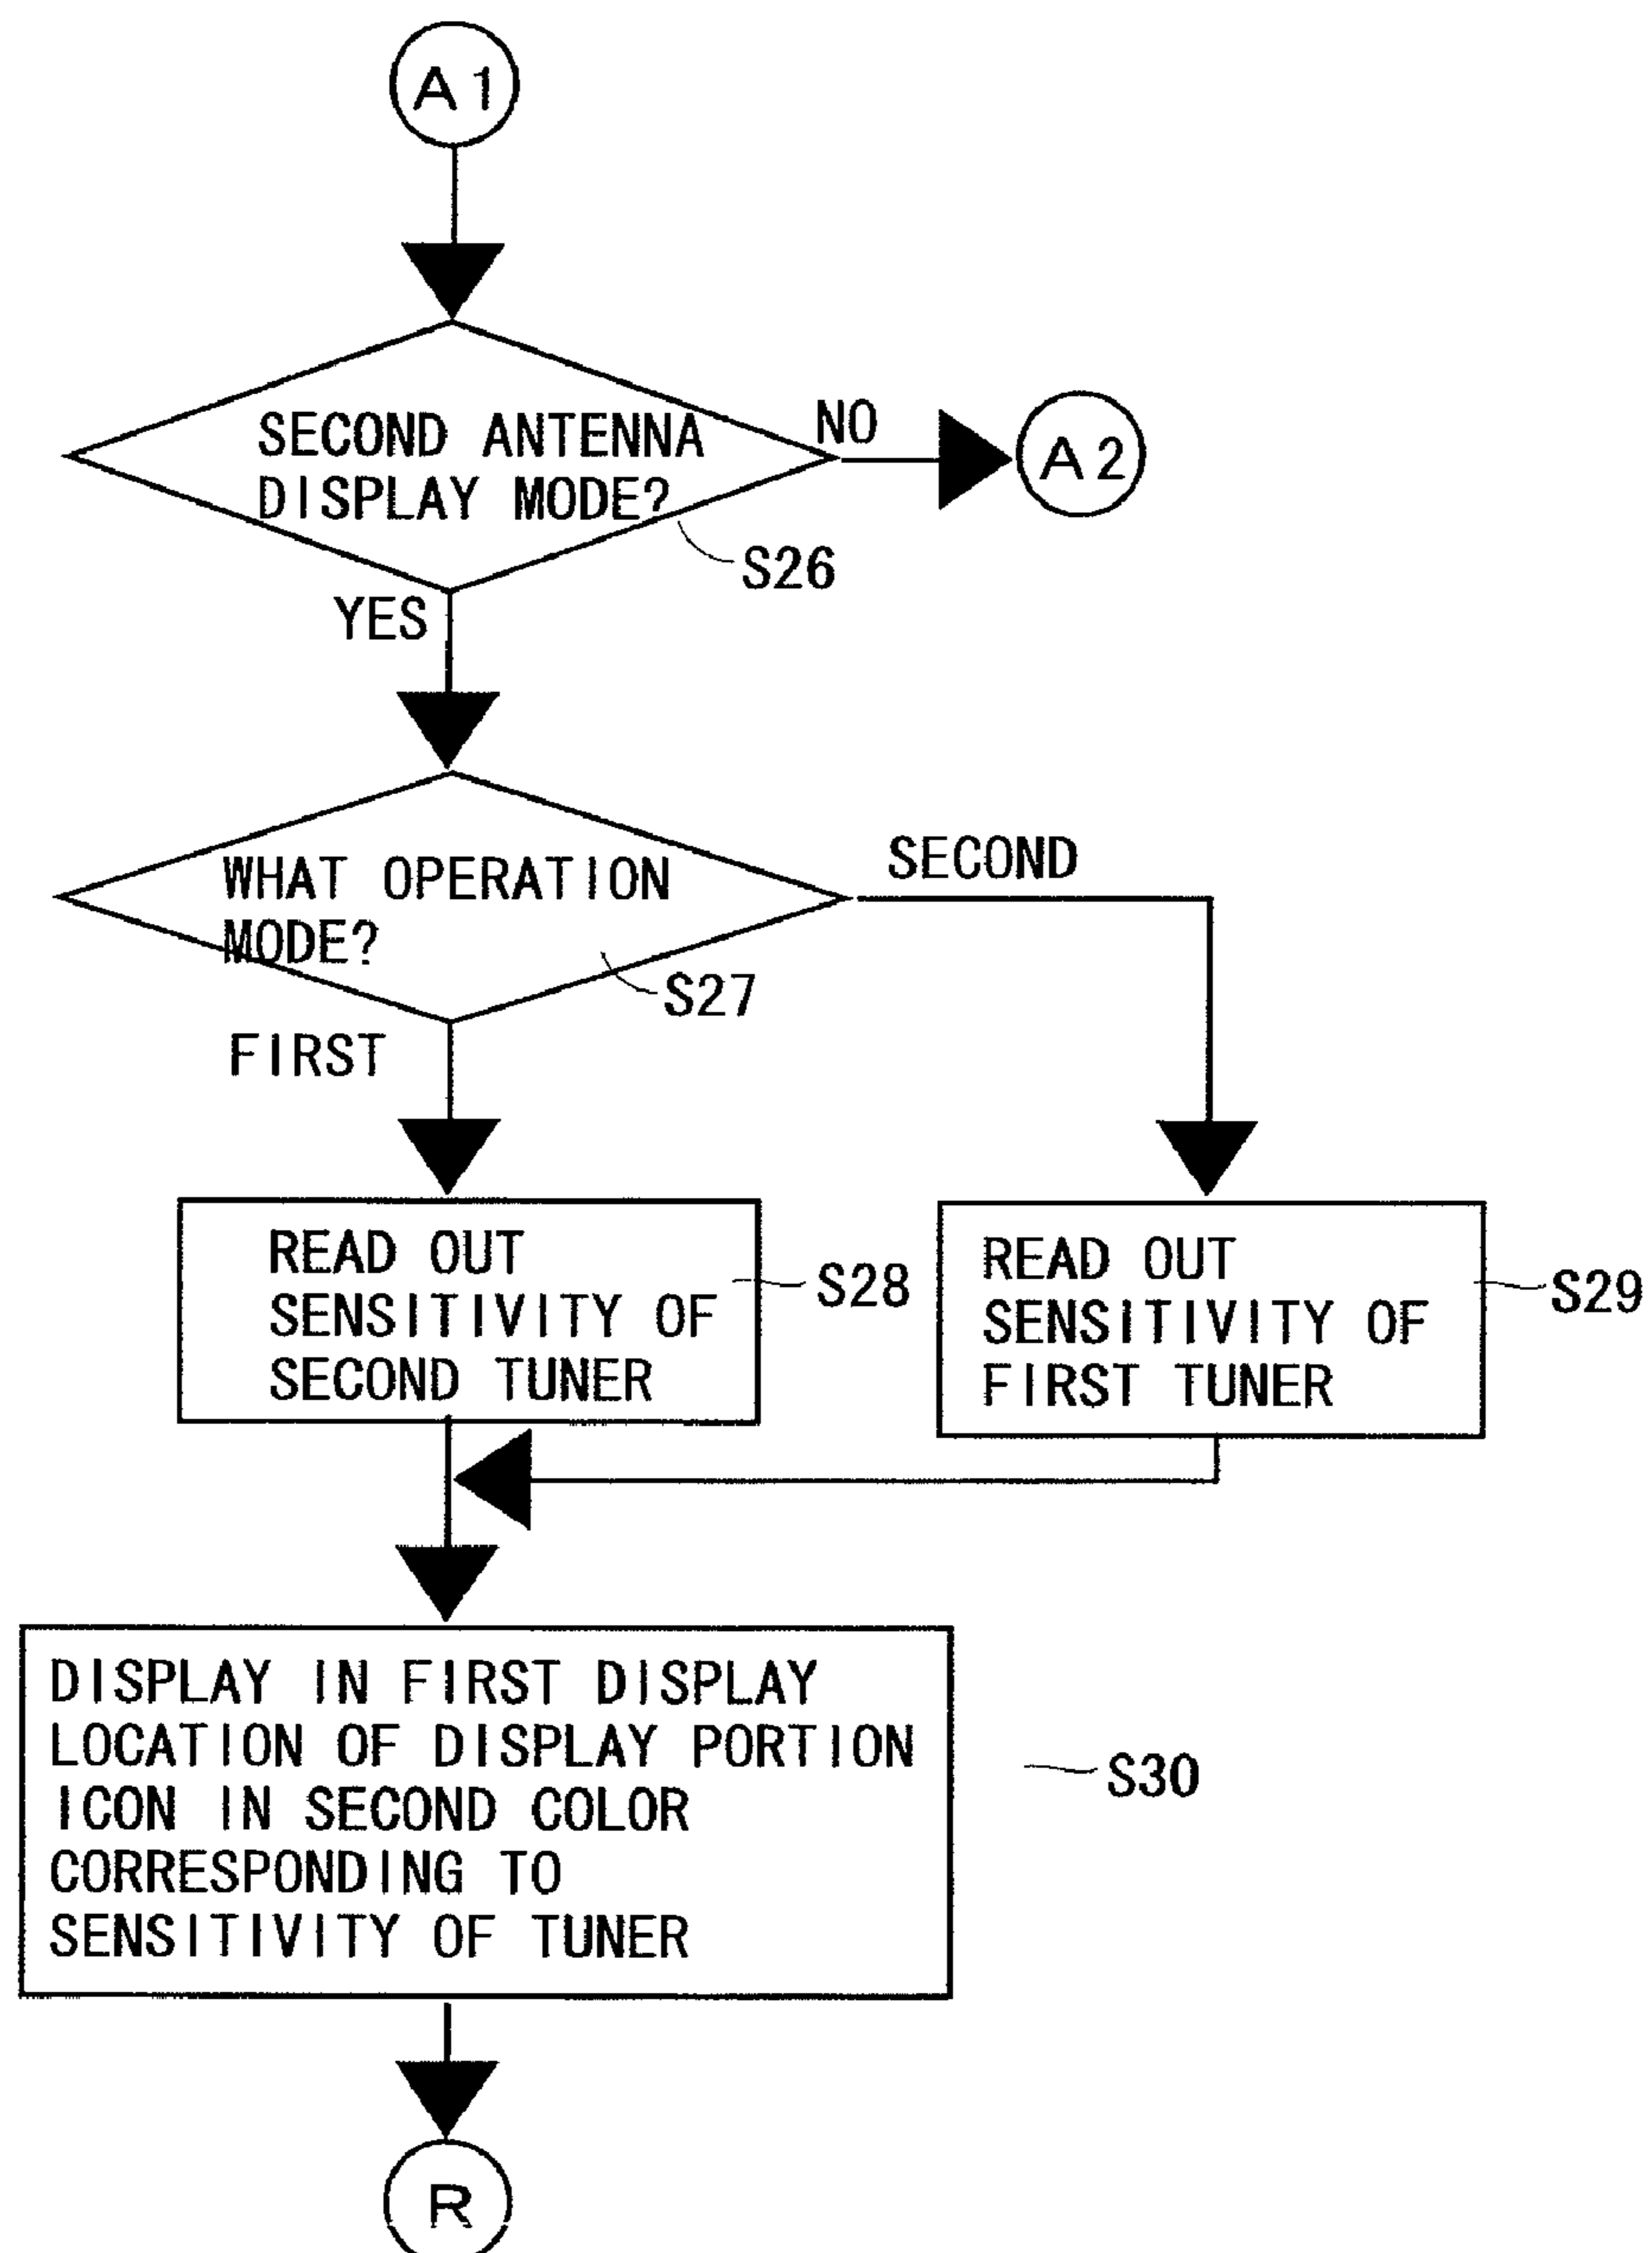 A1
SECOND ANTENNA
DISPLAY MODE?
NO
A2
S26
YES
WHAT OPERATION
MODE?
SECOND
S27
FIRST
READ OUT
SENSITIVITY OF
SECOND TUNER
S28
READ OUT
SENSITIVITY OF
FIRST TUNER
S29
DISPLAY IN FIRST DISPLAY
LOCATION OF DISPLAY PORTION
ICON IN SECOND COLOR
CORRESPONDING TO
SENSITIVITY OF TUNER
S30
R